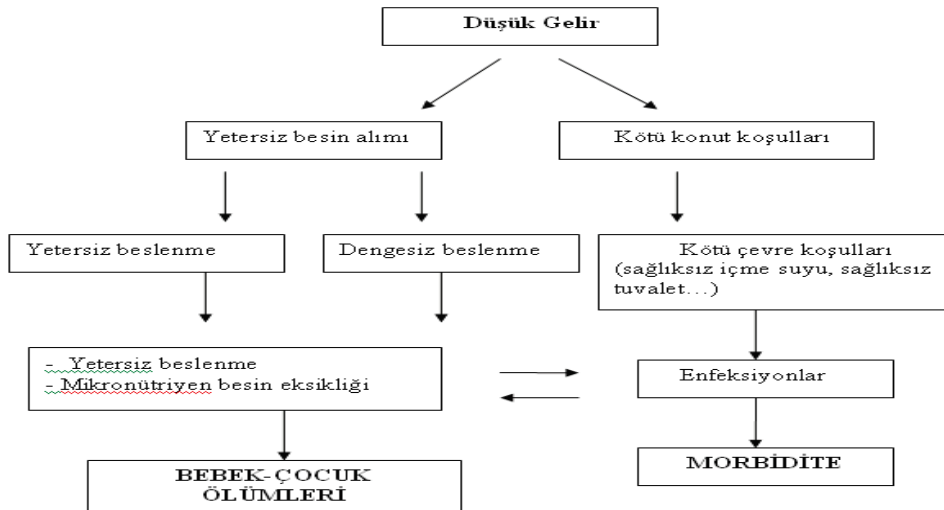 Düşük Gelir
Yetersiz besin alımı
Kötü konut koşulları
Yetersiz beslenme
Dengesiz beslenme
Kötü çevre koşulları
(sağlıksız içme suyu, sağlıksız
tuvalet…)
- Yetersiz beslenme
- Mikronütriyen besin eksikliği
Enfeksiyonlar
BEBEK-ÇOCUK
ÖLÜMLERİ
MORBİDİTE